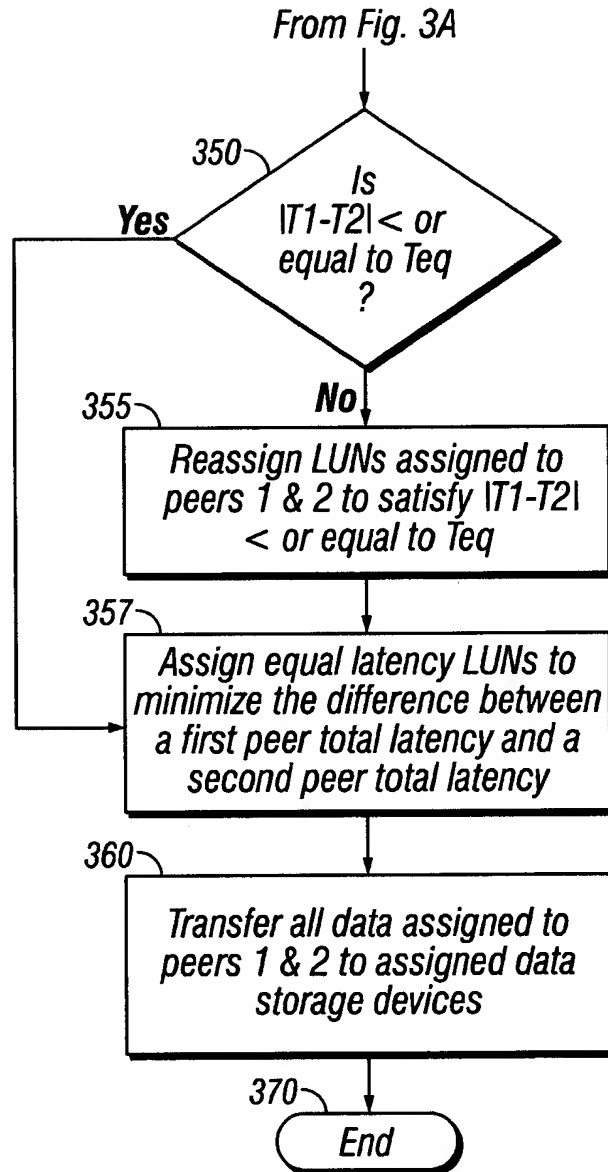 From Fig. 3A
350
Is
|T1-T2| < or
equal to Teq
?
Yes
No
355
Reassign LUNs assigned to
peers 1 & 2 to satisfy |T1-T2|
< or equal to Teq
357
Assign equal latency LUNs to
minimize the difference between
a first peer total latency and a
second peer total latency
360
Transfer all data assigned to
peers 1 & 2 to assigned data
storage devices
370
End